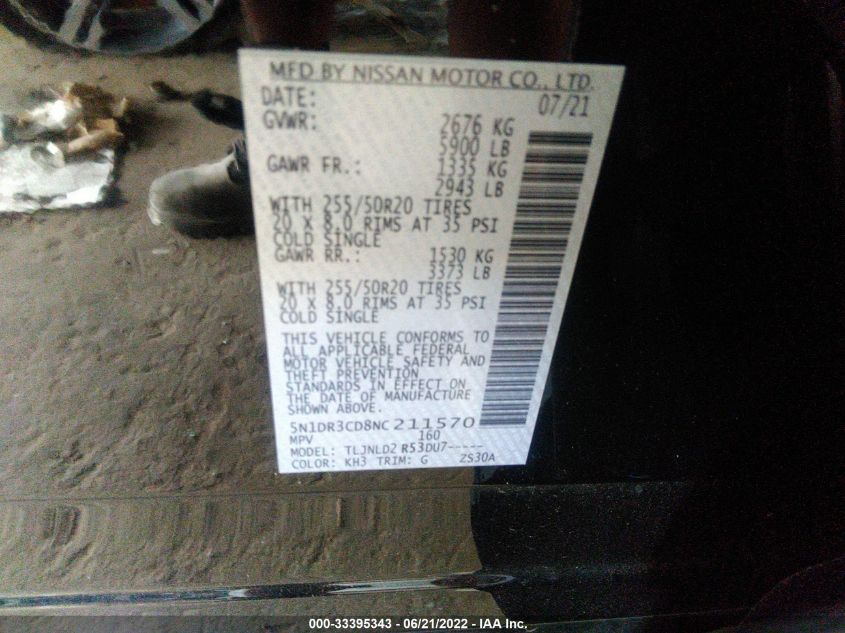 MFD BY NISSAN MOTOR CO., LTD.
DATE: 07/21
GVWR: 2676 KG
5900 LB
GAWR FR.: 1335 KG
2943 LB
WITH 255/50R20 TIRES
20 X 8.0 RIMS AT 35 PSI
COLD SINGLE
GAWR RR.: 1530 KG
3373 LB
WITH 255/50R20 TIRES
20 X 8.0 RIMS AT 35 PSI
COLD SINGLE
THIS VEHICLE CONFORMS TO
ALL APPLICABLE FEDERAL
MOTOR VEHICLE SAFETY AND
THEFT PREVENTION
STANDARDS IN EFFECT ON
THE DATE OF MANUFACTURE
SHOWN ABOVE.
5N1DR3CD8NC211570
MPV 160
MODEL: TLJNLD2 R53DU7-----
COLOR: KH3 TRIM: G ZS30A
000-33395343 / 06/21/2022 - IAA Inc.